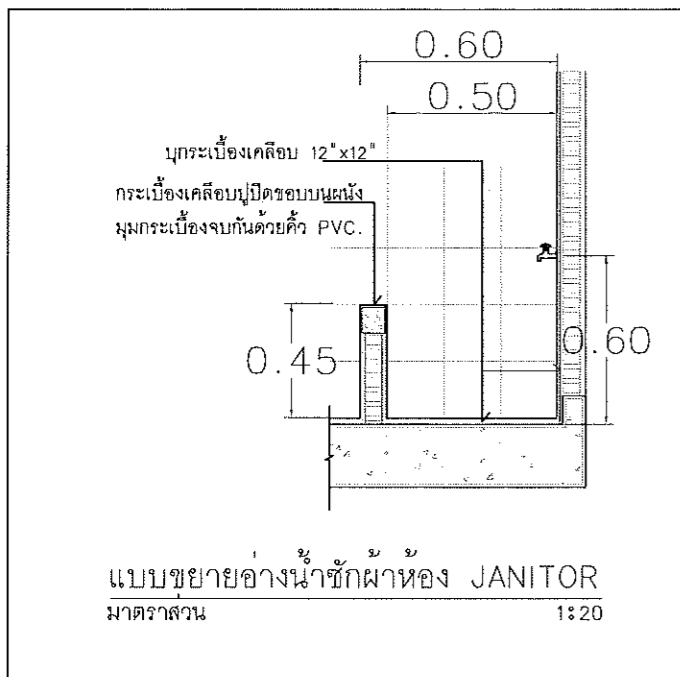 0.60
0.50
บุกระเบื้องเคลือบ 12"x12"
กระเบื้องเคลือบปูปิดขอบบนผนัง
มุมกระเบื้องจบกันด้วยคิ้ว PVC.
0.45
0.60
แบบขยายอ่างน้ำซักผ้าห้อง JANITOR
มาตราส่วน 1:20